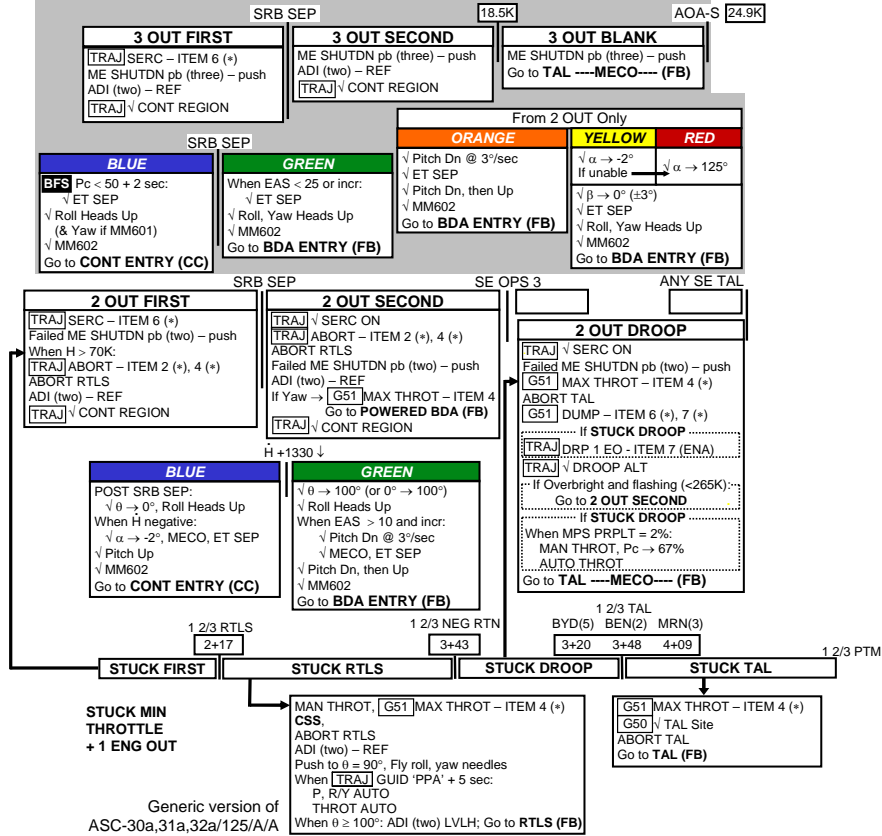 SRB SEP
18.5K
AOA-S 24.9K
3 OUT FIRST
TRAJ SERC – ITEM 6 (*)
ME SHUTDN pb (three) – push
ADI (two) – REF
TRAJ √ CONT REGION
3 OUT SECOND
ME SHUTDN pb (three) – push
ADI (two) – REF
TRAJ √ CONT REGION
3 OUT BLANK
ME SHUTDN pb (three) – push
Go to TAL ----MECO---- (FB)
SRB SEP
BLUE
BFS Pc < 50 + 2 sec:
√ ET SEP
√ Roll Heads Up
(& Yaw if MM601)
√ MM602
Go to CONT ENTRY (CC)
GREEN
When EAS < 25 or incr:
√ ET SEP
√ Roll, Yaw Heads Up
√ MM602
Go to BDA ENTRY (FB)
From 2 OUT Only
ORANGE
√ Pitch Dn @ 3°/sec
√ ET SEP
√ Pitch Dn, then Up
√ MM602
Go to BDA ENTRY (FB)
YELLOW
RED
√ α → -2°
If unable
√ α → 125°
√ β → 0° (±3°)
√ ET SEP
√ Roll, Yaw Heads Up
√ MM602
Go to BDA ENTRY (FB)
SRB SEP
SE OPS 3
ANY SE TAL
2 OUT FIRST
TRAJ SERC – ITEM 6 (*)
Failed ME SHUTDN pb (two) – push
When H > 70K:
TRAJ ABORT – ITEM 2 (*), 4 (*)
ABORT RTLS
ADI (two) – REF
TRAJ √ CONT REGION
2 OUT SECOND
TRAJ √ SERC ON
TRAJ ABORT – ITEM 2 (*), 4 (*)
ABORT RTLS
Failed ME SHUTDN pb (two) – push
ADI (two) – REF
If Yaw → G51 MAX THROT – ITEM 4
Go to POWERED BDA (FB)
TRAJ √ CONT REGION
2 OUT DROOP
TRAJ √ SERC ON
Failed ME SHUTDN pb (two) – push
G51 MAX THROT – ITEM 4 (*)
ABORT TAL
G51 DUMP – ITEM 6 (*), 7 (*)
If STUCK DROOP
TRAJ DRP 1 EO - ITEM 7 (ENA)
TRAJ √ DROOP ALT
If Overbright and flashing (<265K):
Go to 2 OUT SECOND
If STUCK DROOP
When MPS PRPLT = 2%:
MAN THROT, Pc → 67%
AUTO THROT
Go to TAL ----MECO---- (FB)
Ḣ +1330 ↓
BLUE
POST SRB SEP:
√ θ → 0°, Roll Heads Up
When Ḣ negative:
√ α → -2°, MECO, ET SEP
√ Pitch Up
√ MM602
Go to CONT ENTRY (CC)
GREEN
√ θ → 100° (or 0° → 100°)
√ Roll Heads Up
When EAS > 10 and incr:
√ Pitch Dn @ 3°/sec
√ MECO, ET SEP
√ Pitch Dn, then Up
√ MM602
Go to BDA ENTRY (FB)
1 2/3 RTLS
2+17
1 2/3 NEG RTN
3+43
1 2/3 TAL
BYD(5) BEN(2) MRN(3)
3+20 3+48 4+09
1 2/3 PTM
STUCK FIRST
STUCK RTLS
STUCK DROOP
STUCK TAL
STUCK MIN
THROTTLE
+ 1 ENG OUT
MAN THROT, G51 MAX THROT – ITEM 4 (*)
CSS,
ABORT RTLS
ADI (two) – REF
Push to θ = 90°, Fly roll, yaw needles
When TRAJ GUID 'PPA' + 5 sec:
P, R/Y AUTO
THROT AUTO
When θ ≥ 100°: ADI (two) LVLH; Go to RTLS (FB)
G51 MAX THROT – ITEM 4 (*)
G50 √ TAL Site
ABORT TAL
Go to TAL (FB)
Generic version of
ASC-30a,31a,32a/125/A/A